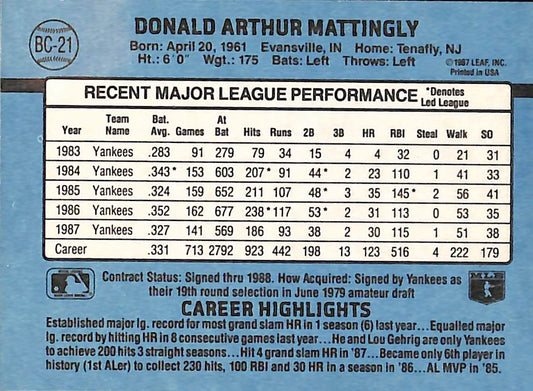 BC-21
DONALD ARTHUR MATTINGLY
Born: April 20, 1961 Evansville, IN Home: Tenafly, NJ
Ht.: 6'0" Wgt.: 175 Bats: Left Throws: Left
©1987 LEAF, INC.
Printed in USA
RECENT MAJOR LEAGUE PERFORMANCE *Denotes Led League
Year Team Name Bat. Avg. Games At Bat Hits Runs 2B 3B HR RBI Steal Walk SO
1983 Yankees .283 91 279 79 34 15 4 4 32 0 21 31
1984 Yankees .343* 153 603 207* 91 44* 2 23 110 1 41 33
1985 Yankees .324 159 652 211 107 48* 3 35 145* 2 56 41
1986 Yankees .352 162 677 238* 117 53* 2 31 113 0 53 35
1987 Yankees .327 141 569 186 93 38 2 30 115 1 51 38
Career .331 713 2792 923 442 198 13 123 516 4 222 179
Contract Status: Signed thru 1988. How Acquired: Signed by Yankees as
their 19th round selection in June 1979 amateur draft
CAREER HIGHLIGHTS
Established major lg. record for most grand slam HR in 1 season (6) last year...Equalled major
lg. record by hitting HR in 8 consecutive games last year...He and Lou Gehrig are only Yankees
to achieve 200 hits 3 straight seasons...Hit 4 grand slam HR in '87...Became only 6th player in
history (1st ALer) to collect 230 hits, 100 RBI and 30 HR in a season in '86...AL MVP in '85.